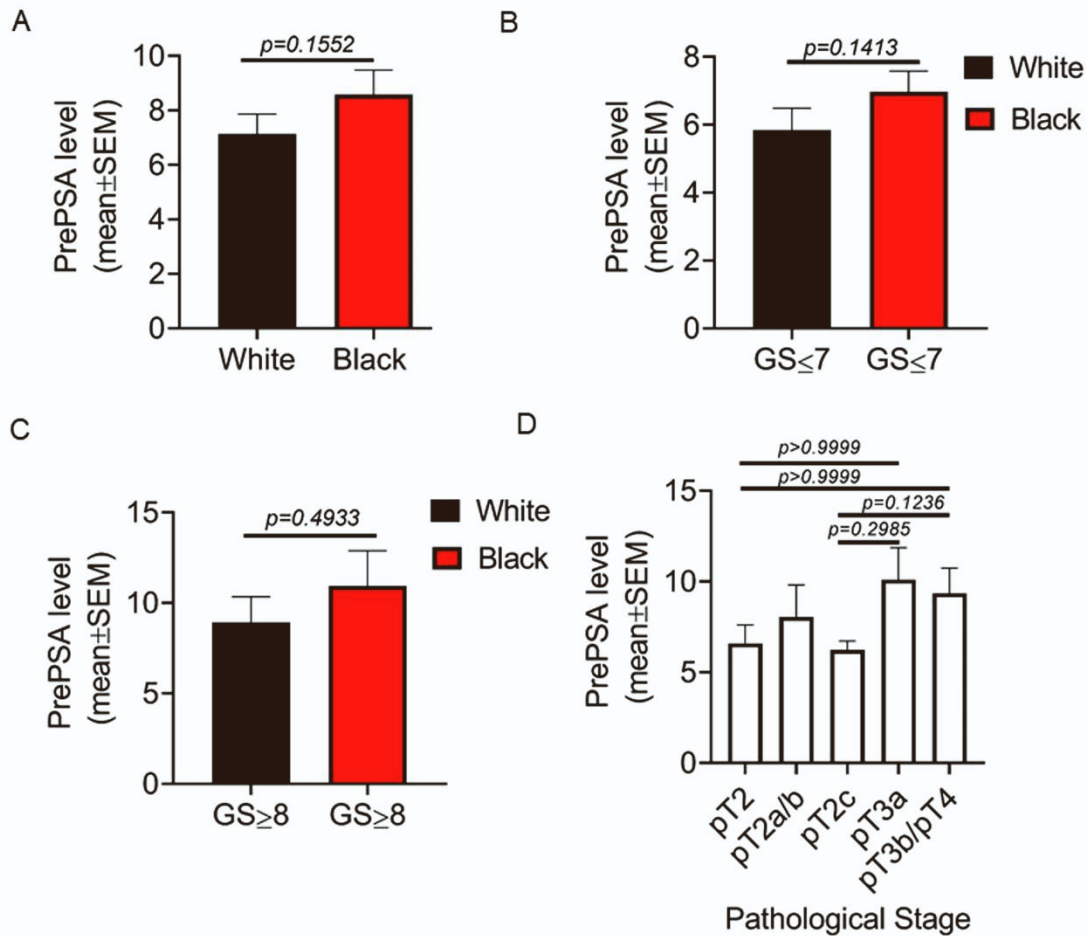 A
p=0.1552
PrePSA level
(mean±SEM)
10
8
6
4
2
0
White
Black
B
p=0.1413
PrePSA level
(mean±SEM)
8
6
4
2
0
GS≤7
GS≤7
White
Black
C
p=0.4933
PrePSA level
(mean±SEM)
15
10
5
0
GS≥8
GS≥8
White
Black
D
p>0.9999
p>0.9999
p=0.1236
p=0.2985
PrePSA level
(mean±SEM)
15
10
5
0
pT2
pT2a/b
pT2c
pT3a
pT3b/pT4
Pathological Stage